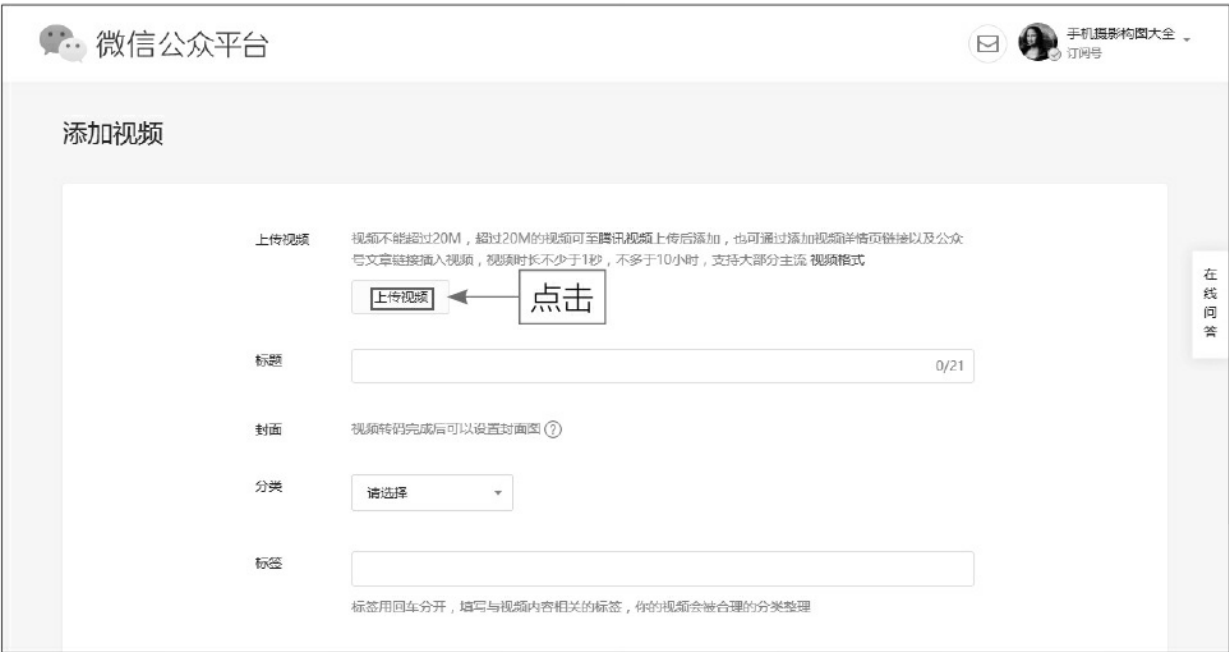 微信公众平台
手机摄影构图大全
订阅号
添加视频
上传视频
视频不能超过20M，超过20M的视频可至腾讯视频上传后添加，也可通过添加视频详情页链接以及公众
号文章链接插入视频，视频时长不少于1秒，不多于10小时，支持大部分主流 视频格式
上传视频
点击
在线问答
标题
0/21
封面
视频转码完成后可以设置封面图 ?
分类
请选择
标签
标签用回车分开，填写与视频内容相关的标签，你的视频会被合理的分类整理